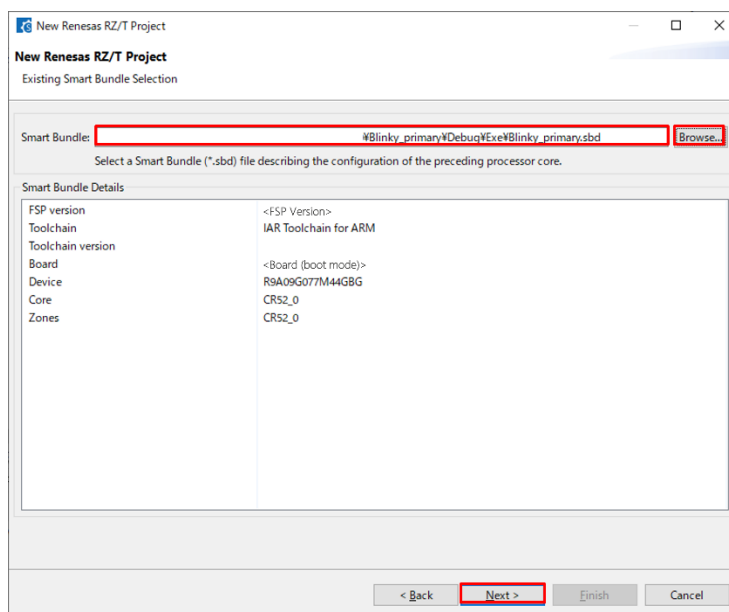 New Renesas RZ/T Project
New Renesas RZ/T Project
Existing Smart Bundle Selection
Smart Bundle: ¥Blinky_primary¥Debug¥Exe¥Blinky_primary.sbd Browse...
Select a Smart Bundle (*.sbd) file describing the configuration of the preceding processor core.
Smart Bundle Details
FSP version <FSP Version>
Toolchain IAR Toolchain for ARM
Toolchain version
Board <Board (boot mode)>
Device R9A09G077M44GBG
Core CR52_0
Zones CR52_0
< Back Next > Finish Cancel